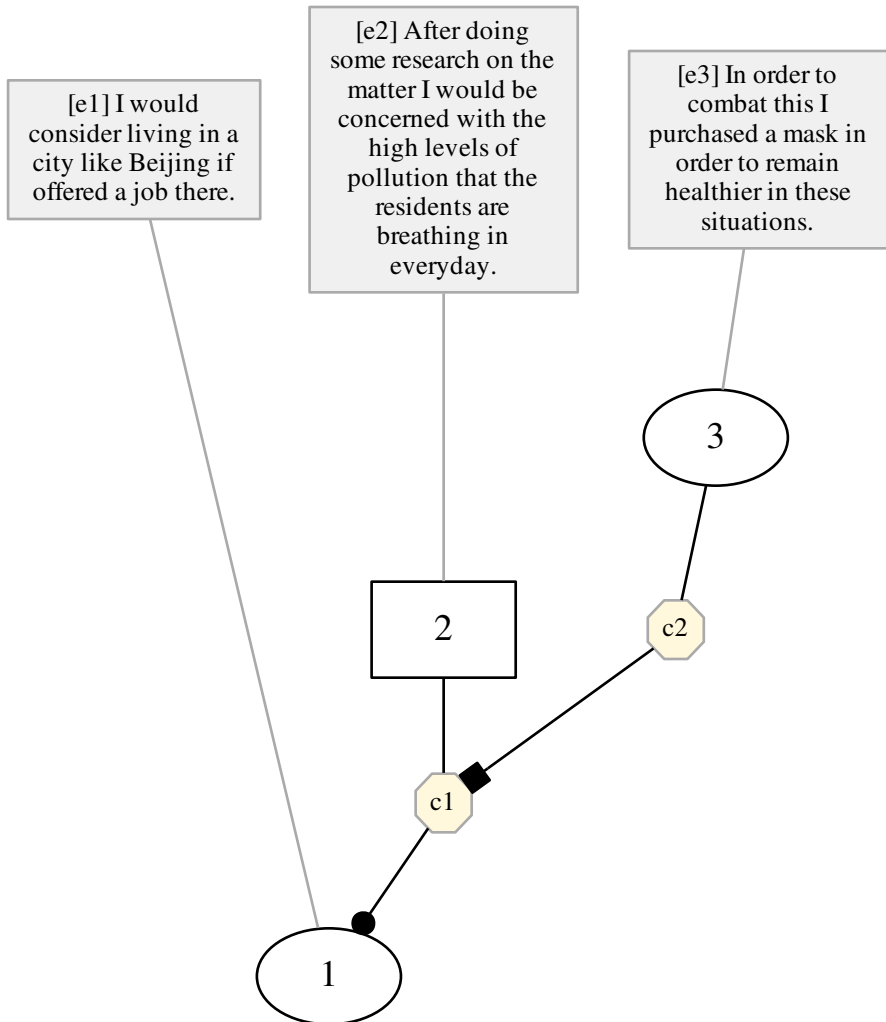 [e1] I would
consider living in a
city like Beijing if
offered a job there.
[e2] After doing
some research on the
matter I would be
concerned with the
high levels of
pollution that the
residents are
breathing in
everyday.
[e3] In order to
combat this I
purchased a mask in
order to remain
healthier in these
situations.
3
2
c2
c1
1